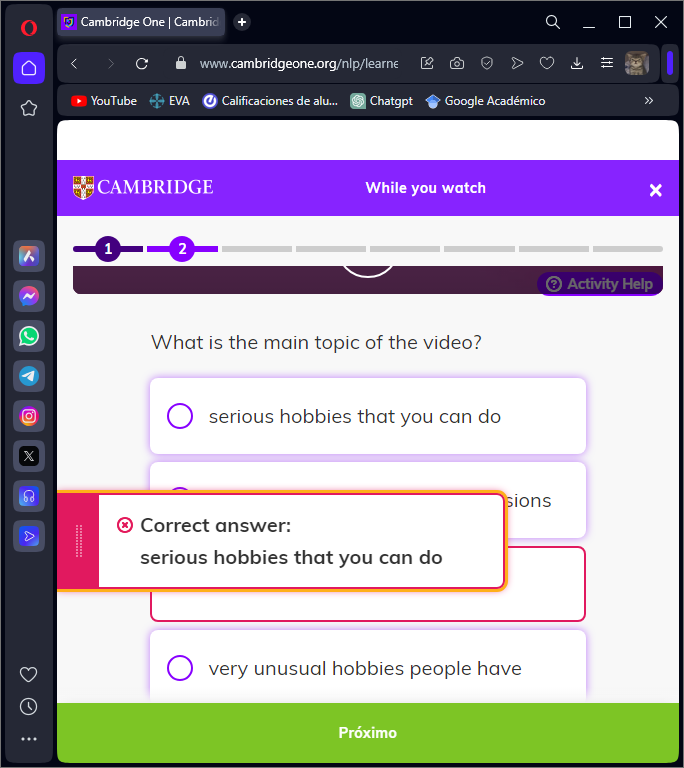 Cambridge One | Cambrid
www.cambridgeone.org/nlp/learne
YouTube
EVA
Calificaciones de alu...
Chatgpt
Google Académico
CAMBRIDGE
While you watch
1
2
Activity Help
What is the main topic of the video?
serious hobbies that you can do
sions
Correct answer:
serious hobbies that you can do
very unusual hobbies people have
Próximo